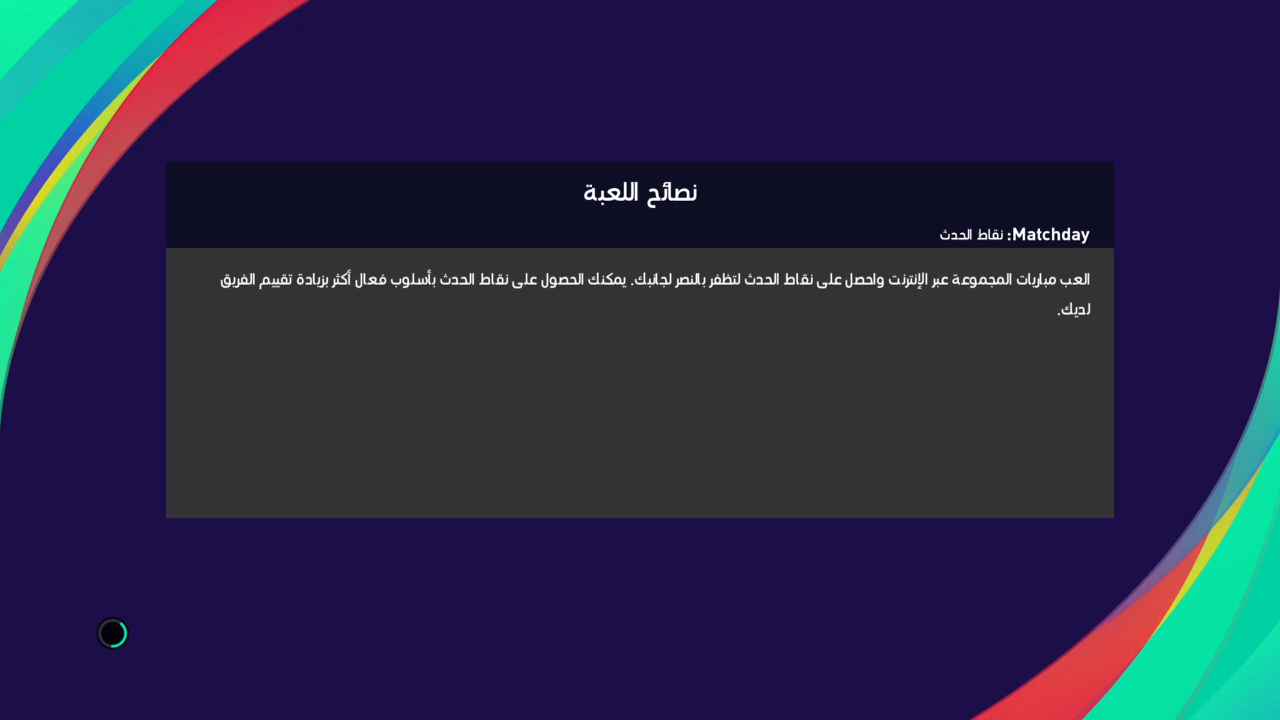 نصائح اللعبة
Matchday: نقاط الحدث
العب مباريات المجموعة عبر الإنترنت واحصل على نقاط الحدث لتظفر بالنصر لجانبك. يمكنك الحصول على نقاط الحدث بأسلوب فعال أكثر بزيادة تقييم الفريق
لديك.